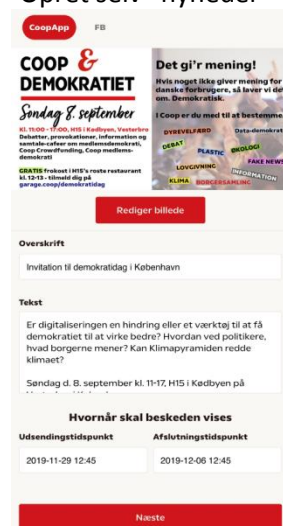 Opret selv - nyheder
CoopApp FB
COOP &
DEMOKRATIET
Søndag 8. september
Kl. 11:00 - 17:00, H15 i Kødbyen, Vesterbro
Debatter, provokationer, information og
samtale-cafeer om medlemsdemokrati,
Coop Crowdfunding, Coop medlems-
demokrati
GRATIS frokost i H15's roste restaurant
kl. 12-13 - tilmeld dig på
garage.coop/demokratidag
Det gi'r mening!
Hvis noget ikke giver mening for
danske forbrugere, så laver vi det
om. Demokratisk.
I Coop er du med til at bestemme
DYREVELFÆRD Data-demokrat
DEBAT PLASTIC ØKOLOGI
FAKE NEWS
LOVGIVNING INFORMATION
KLIMA BORGERSAMLING
Rediger billede
Overskrift
Invitation til demokratidag i København
Tekst
Er digitaliseringen en hindring eller et værktøj til at få
demokratiet til at virke bedre? Hvordan ved politikere,
hvad borgerne mener? Kan Klimapyramiden redde
klimaet?
Søndag d. 8. september kl. 11-17, H15 i Kødbyen på
Hvornår skal beskeden vises
Udsendingstidspunkt Afslutningstidspunkt
2019-11-29 12:45 2019-12-06 12:45
Næste